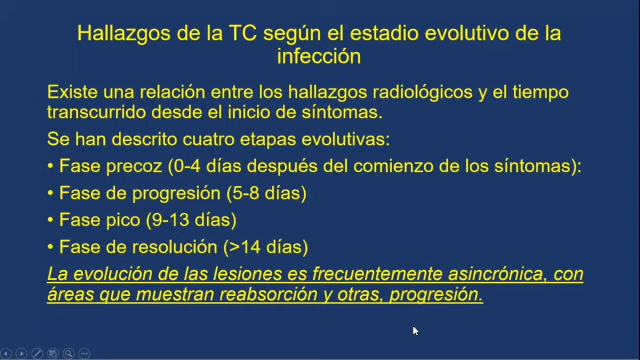 Hallazgos de la TC según el estadio evolutivo de la
infección
Existe una relación entre los hallazgos radiológicos y el tiempo
transcurrido desde el inicio de síntomas.
Se han descrito cuatro etapas evolutivas:
• Fase precoz (0-4 días después del comienzo de los síntomas):
• Fase de progresión (5-8 días)
• Fase pico (9-13 días)
• Fase de resolución (>14 días)
La evolución de las lesiones es frecuentemente asincrónica, con
áreas que muestran reabsorción y otras, progresión.